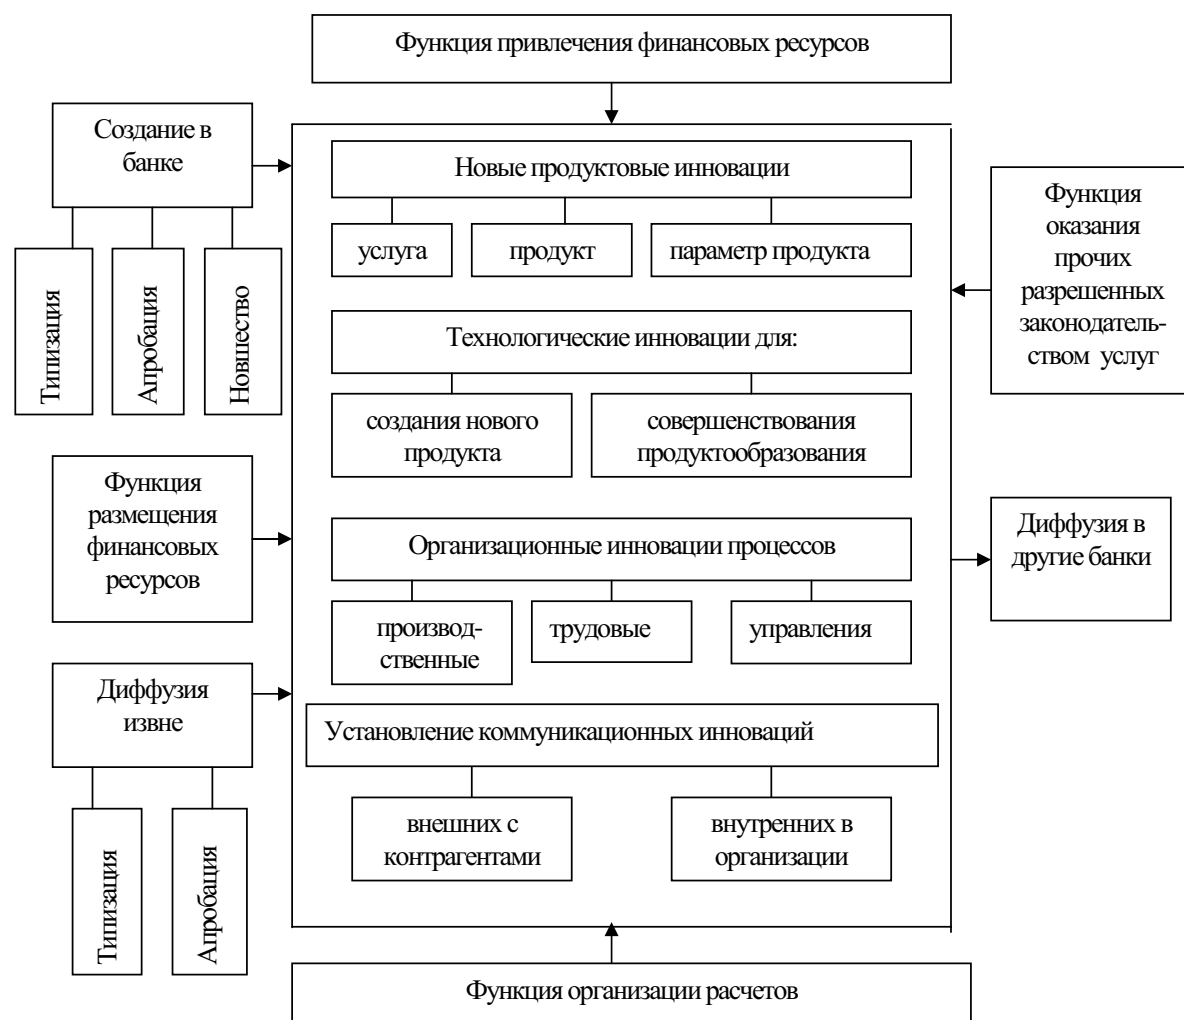 Функция привлечения финансовых ресурсов
Создание в
банке
Типизация
Апробация
Новшество
Функция
размещения
финансовых
ресурсов
Диффузия
извне
Типизация
Апробация
Новые продуктовые инновации
услуга
продукт
параметр продукта
Технологические инновации для:
создания нового
продукта
совершенствования
продуктообразования
Организационные инновации процессов
производ-
ственные
трудовые
управления
Установление коммуникационных инноваций
внешних с
контрагентами
внутренних в
организации
Функция
оказания
прочих
разрешенных
законодатель-
ством услуг
Диффузия в
другие банки
Функция организации расчетов